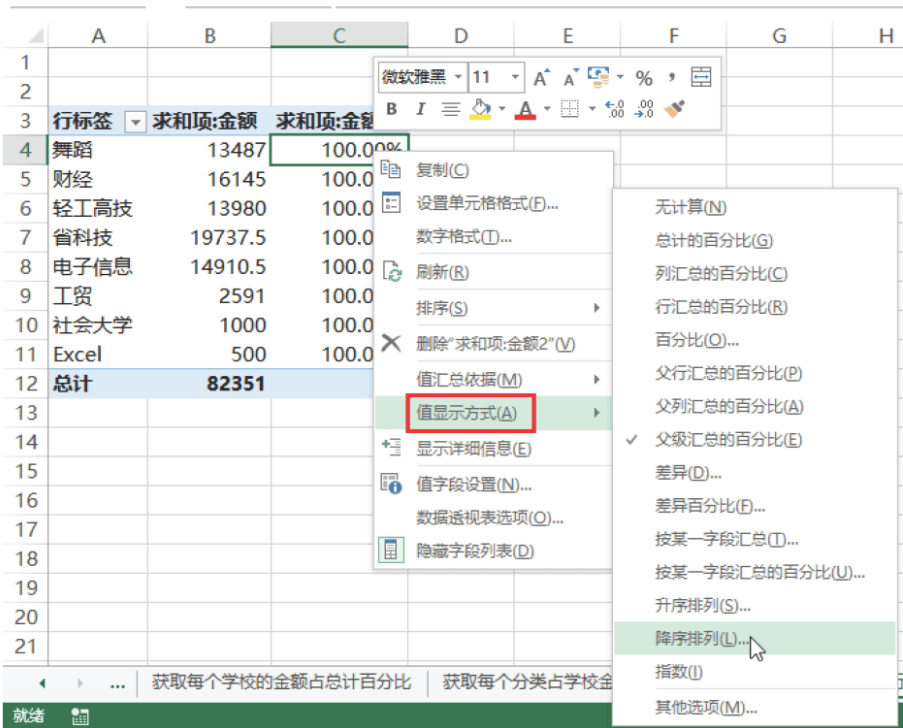 A B C D E F G H
微软雅黑 11 A A %
B I A .00 .00
1
2
3 行标签 求和项:金额 求和项:金额
4 舞蹈 13487 100.00%
5 财经 16145 100.0
6 轻工高技 13980 100.0
7 省科技 19737.5 100.0
8 电子信息 14910.5 100.0
9 工贸 2591 100.0
10 社会大学 1000 100.0
11 Excel 500 100.0
12 总计 82351
13
14
15
16
17
18
19
20
21
复制(C)
设置单元格格式(F)...
数字格式(T)...
刷新(R)
排序(S)
删除"求和项:金额2"(V)
值汇总依据(M)
值显示方式(A)
显示详细信息(E)
值字段设置(N)...
数据透视表选项(O)...
隐藏字段列表(D)
无计算(N)
总计的百分比(G)
列汇总的百分比(C)
行汇总的百分比(R)
百分比(O)...
父行汇总的百分比(P)
父列汇总的百分比(A)
父级汇总的百分比(E)
差异(D)...
差异百分比(F)...
按某一字段汇总(T)...
按某一字段汇总的百分比(U)...
升序排列(S)...
降序排列(L)...
指数(I)
其他选项(M)...
... 获取每个学校的金额占总计百分比 获取每个分类占学校金
就绪